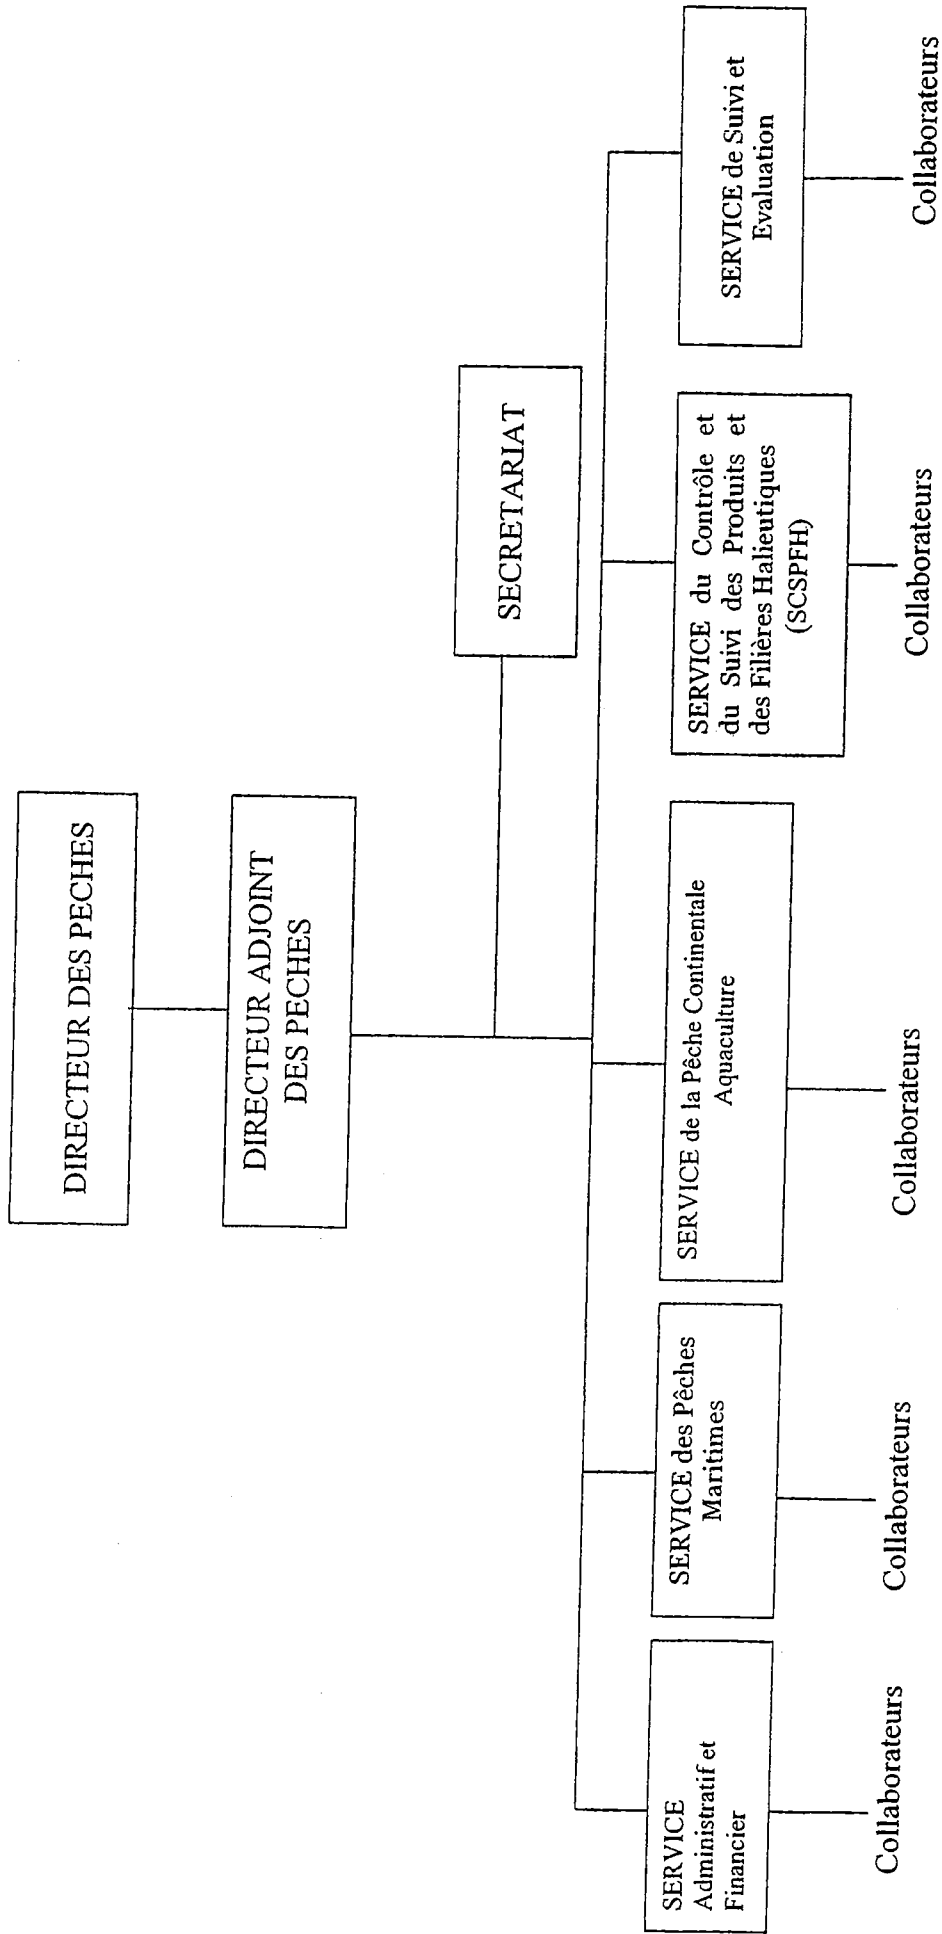 DIRECTEUR DES PECHES
DIRECTEUR ADJOINT
DES PECHES
SECRETARIAT
SERVICE
Administratif et
Financier
Collaborateurs
SERVICE des Pêches
Maritimes
Collaborateurs
SERVICE de la Pêche Continentale
Aquaculture
Collaborateurs
SERVICE du Contrôle et
du Suivi des Produits et
des Filières Halieutiques
(SCSPFH)
Collaborateurs
SERVICE de Suivi et
Evaluation
Collaborateurs